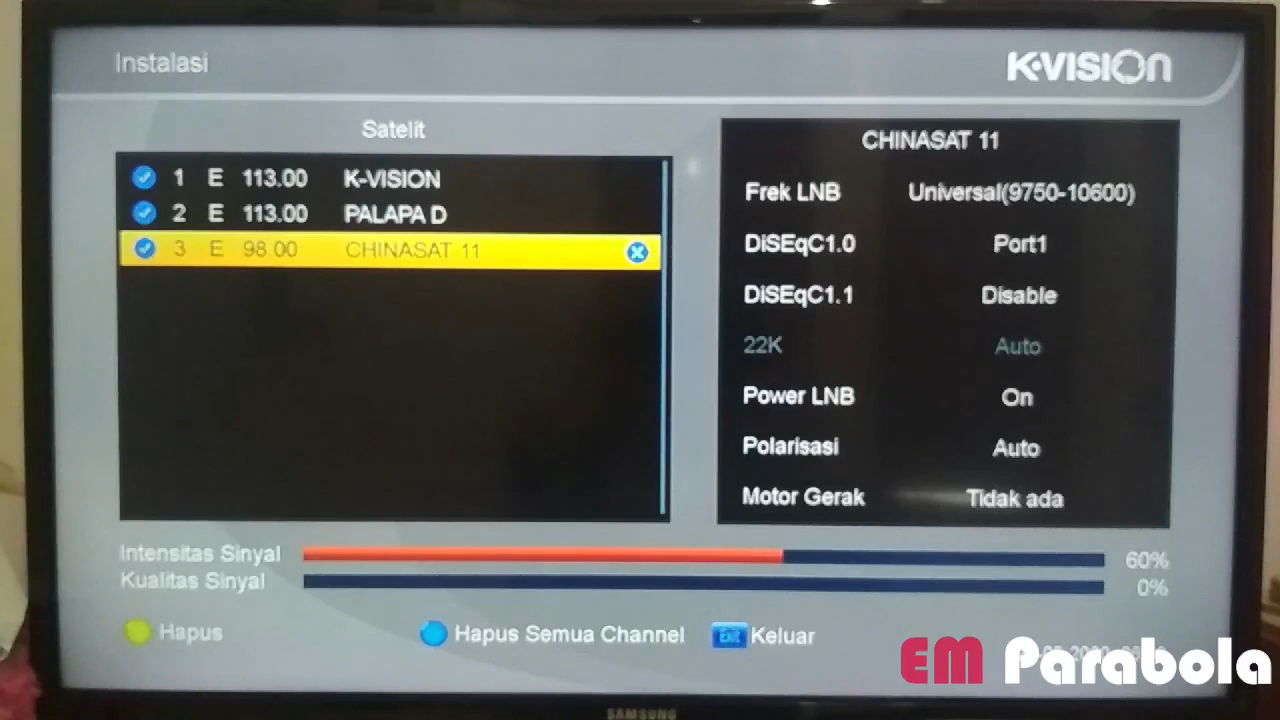 Instalasi
K-VISION
Satelit
1 E 113.00 K-VISION
2 E 113.00 PALAPA D
3 E 98.00 CHINASAT 11
CHINASAT 11
Frek LNB Universal(9750-10600)
DiSEqC1.0 Port1
DiSEqC1.1 Disable
22K Auto
Power LNB On
Polarisasi Auto
Motor Gerak Tidak ada
Intensitas Sinyal 60%
Kualitas Sinyal 0%
Hapus
Hapus Semua Channel
Exit Keluar
EM Parabola
SAMSUNG